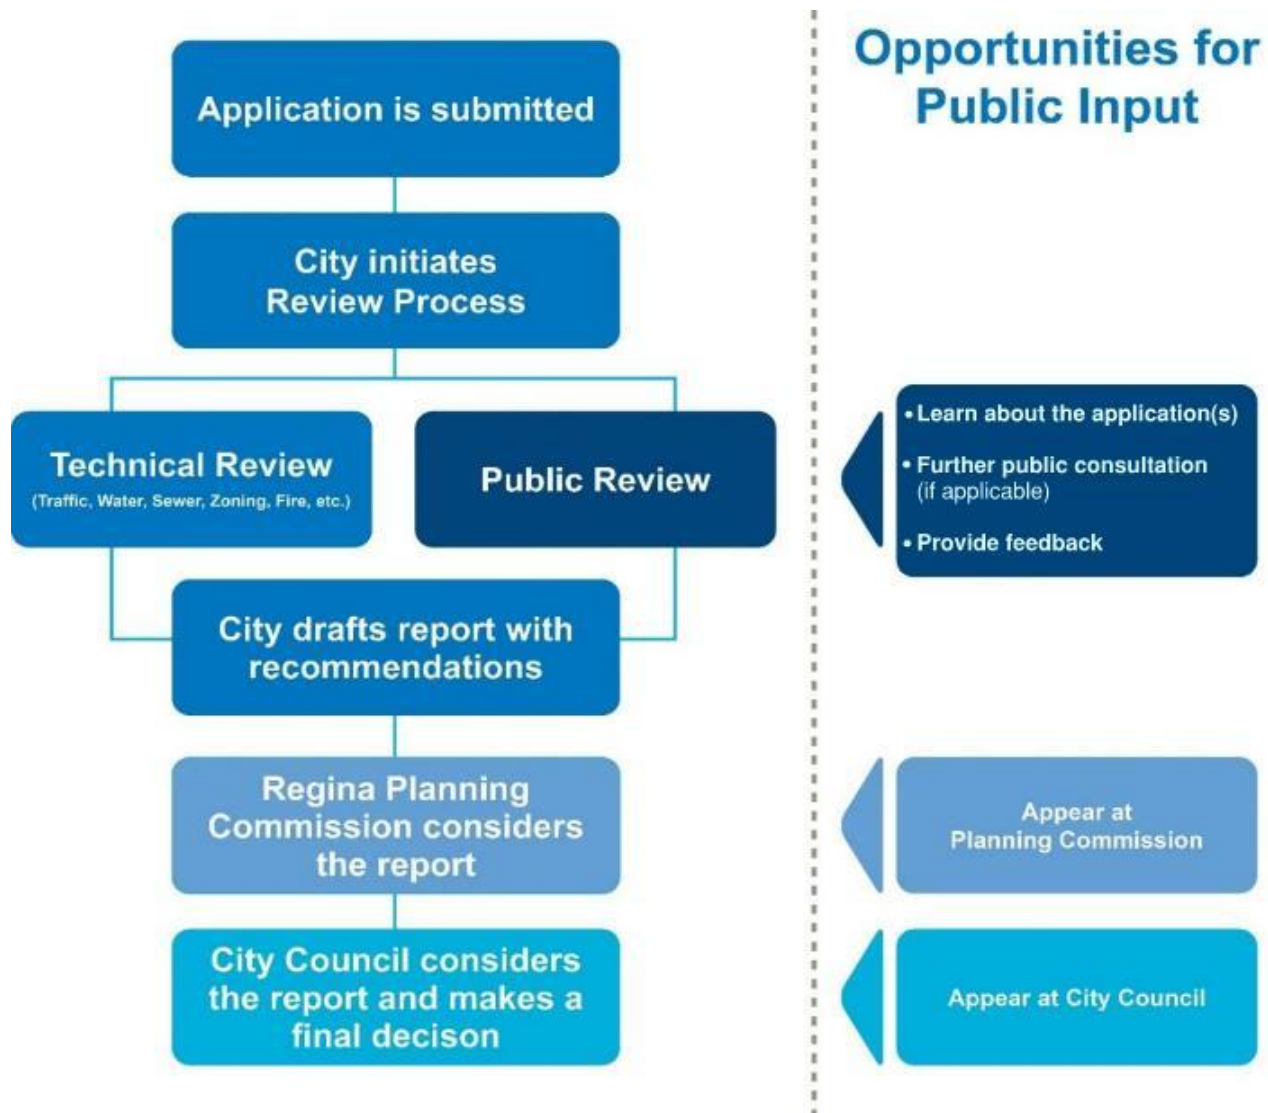 Application is submitted
City initiates
Review Process
Technical Review
(Traffic, Water, Sewer, Zoning, Fire, etc.)
Public Review
City drafts report with
recommendations
Regina Planning
Commission considers
the report
City Council considers
the report and makes a
final decison
Opportunities for
Public Input
• Learn about the application(s)
• Further public consultation
(if applicable)
• Provide feedback
Appear at
Planning Commission
Appear at City Council